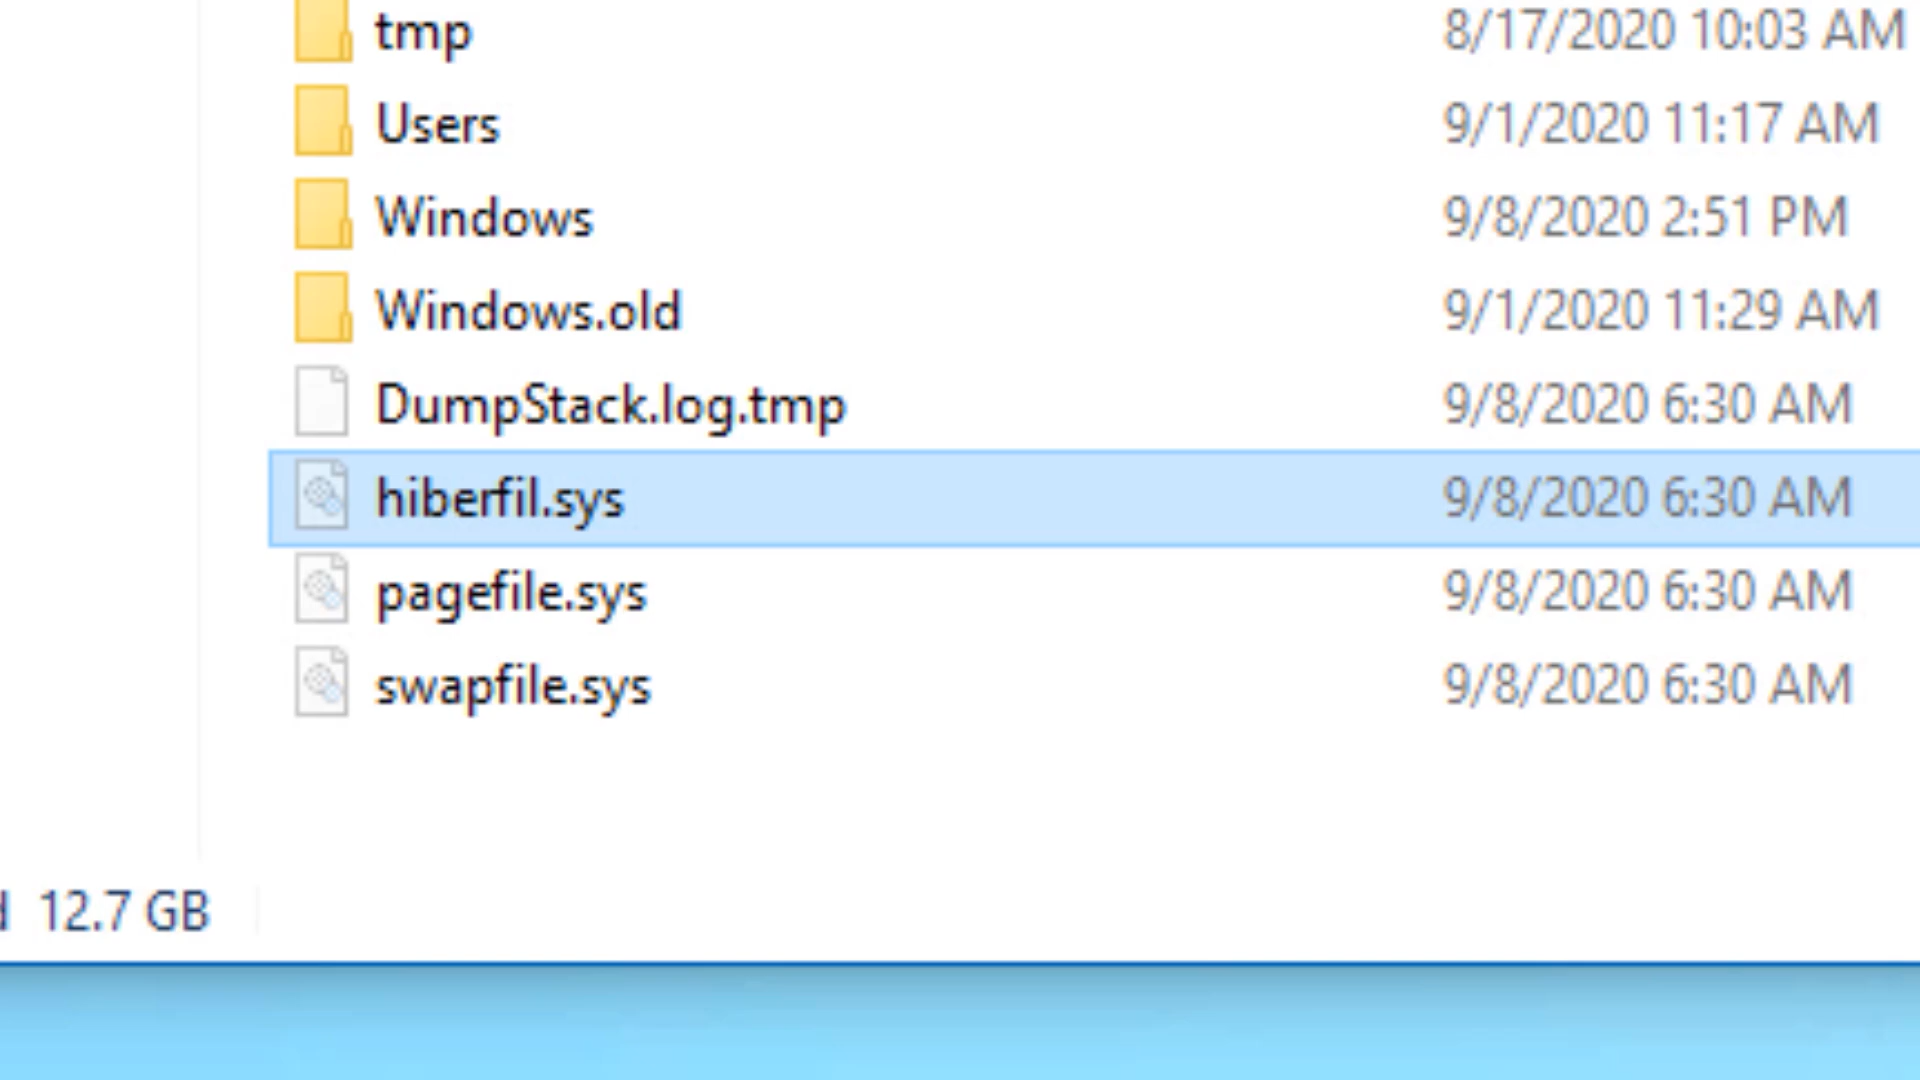 tmp 8/17/2020 10:03 AM
Users 9/1/2020 11:17 AM
Windows 9/8/2020 2:51 PM
Windows.old 9/1/2020 11:29 AM
DumpStack.log.tmp 9/8/2020 6:30 AM
hiberfil.sys 9/8/2020 6:30 AM
pagefile.sys 9/8/2020 6:30 AM
swapfile.sys 9/8/2020 6:30 AM
12.7 GB